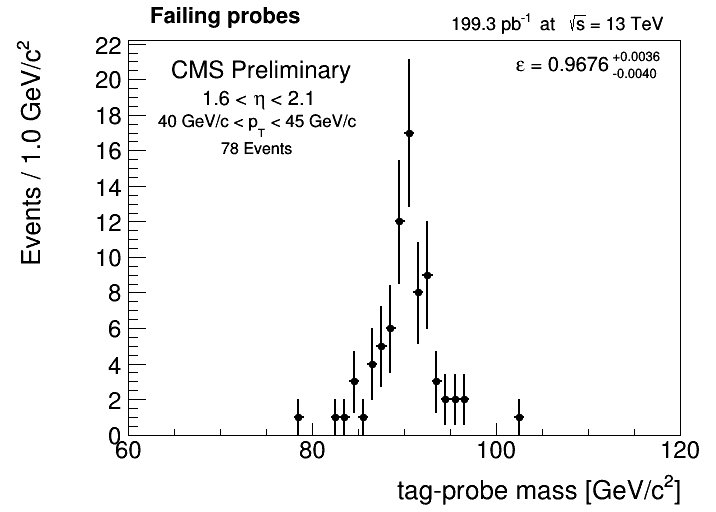 Failing probes
199.3 pb⁻¹ at √s = 13 TeV
CMS Preliminary
1.6 < η < 2.1
40 GeV/c < p_T < 45 GeV/c
78 Events
ε = 0.9676 +0.0036 -0.0040
Events / 1.0 GeV/c²
22
20
18
16
14
12
10
8
6
4
2
0
60 80 100 120
tag-probe mass [GeV/c²]